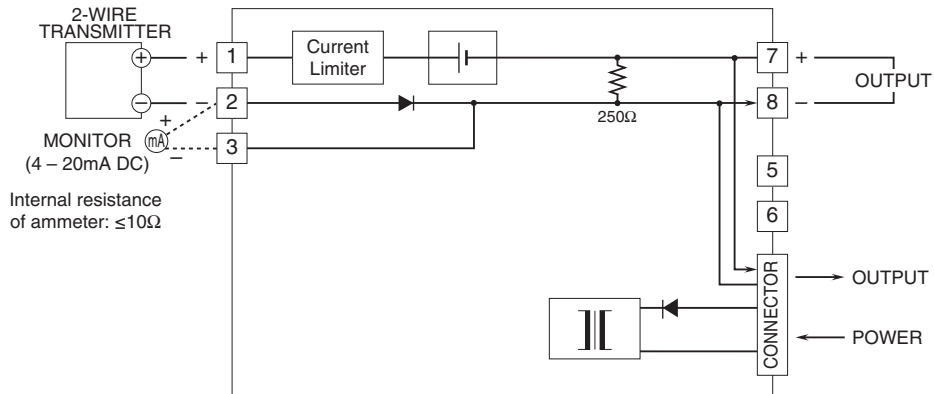 2-WIRE
TRANSMITTER
+
–
+
–
1
2
3
Current
Limiter
250Ω
7
8
+
–
OUTPUT
5
6
MONITOR
(4 – 20mA DC)
+
mA
–
Internal resistance
of ammeter: ≤10Ω
CONNECTOR
OUTPUT
POWER